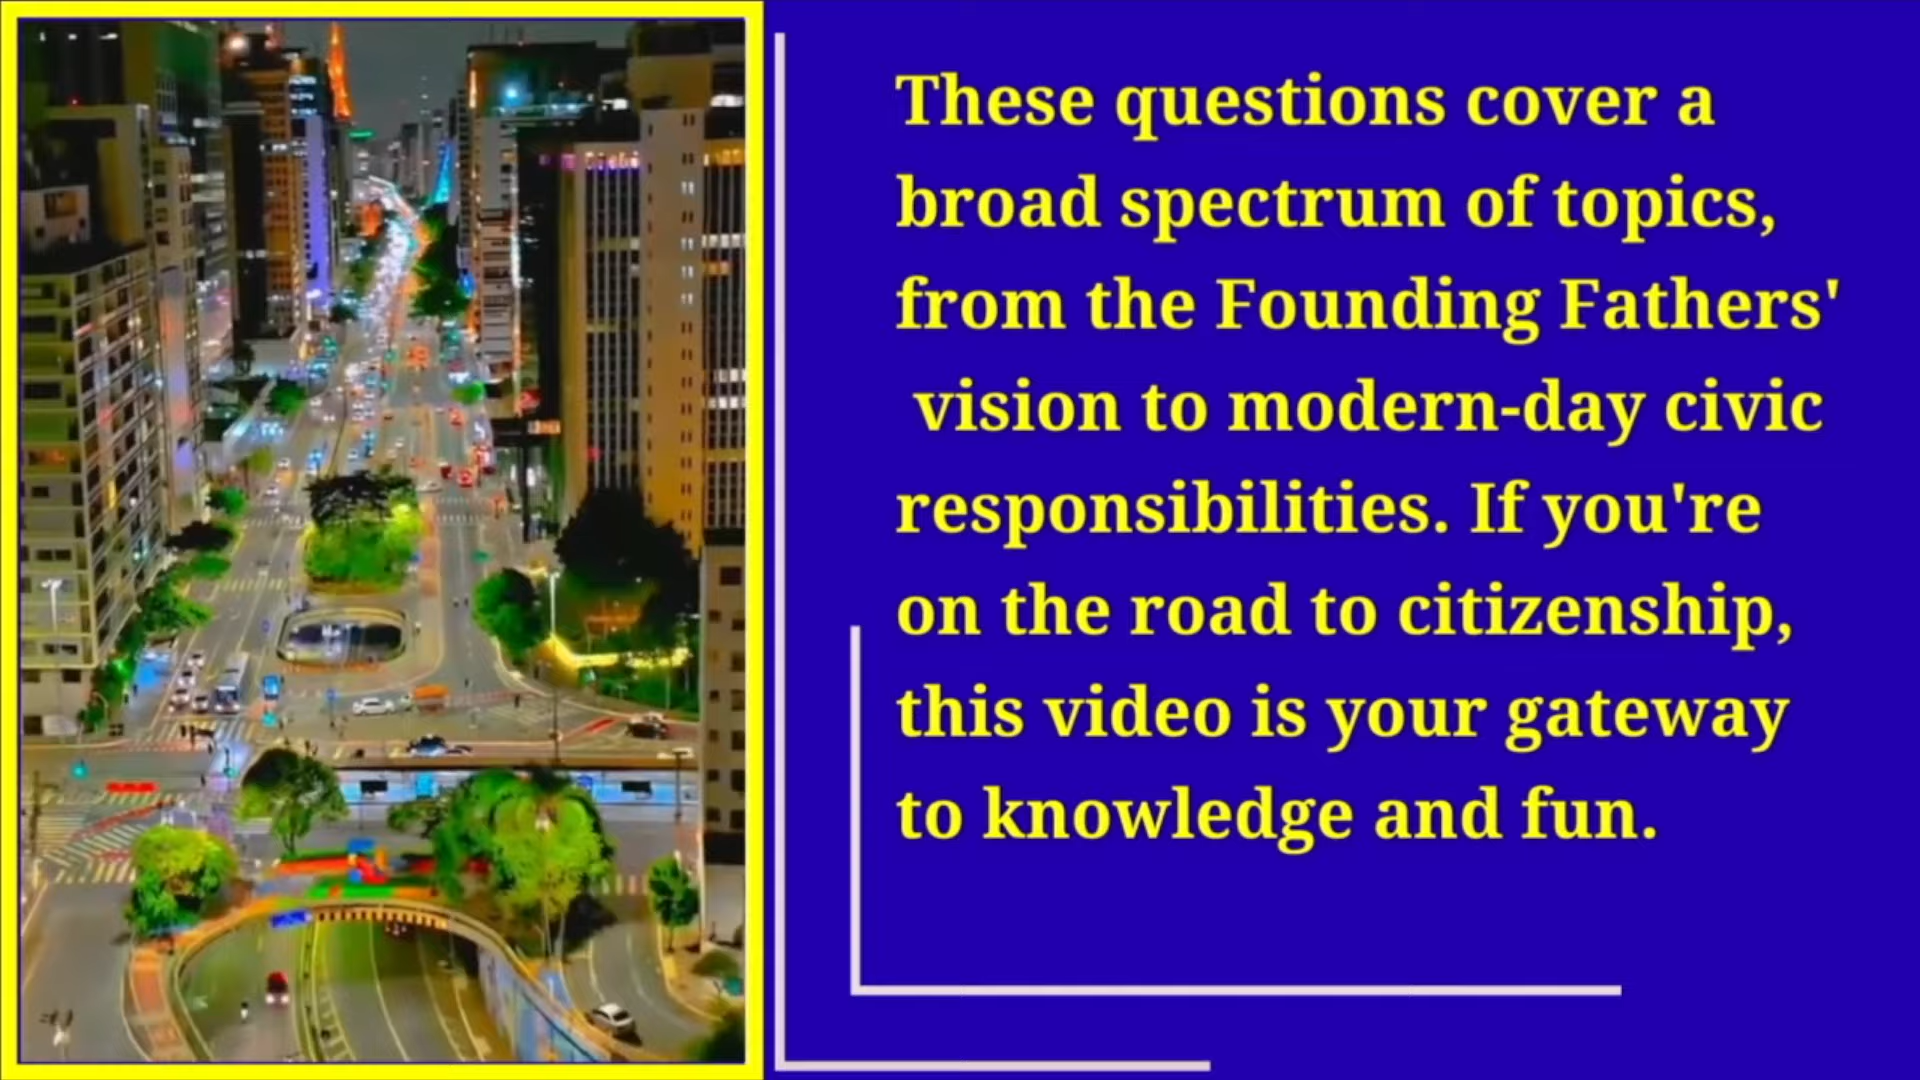 These questions cover a
broad spectrum of topics,
from the Founding Fathers'
vision to modern-day civic
responsibilities. If you're
on the road to citizenship,
this video is your gateway
to knowledge and fun.